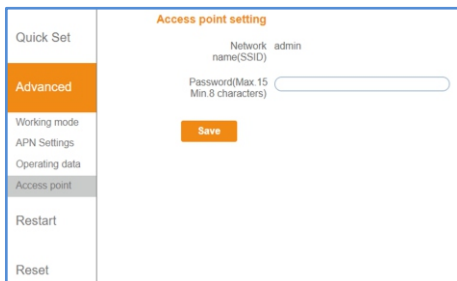 Quick Set
Advanced
Working mode
APN Settings
Operating data
Access point
Restart
Reset
Access point setting
Network
name(SSID)
admin
Password(Max.15
Min.8 characters)
Save